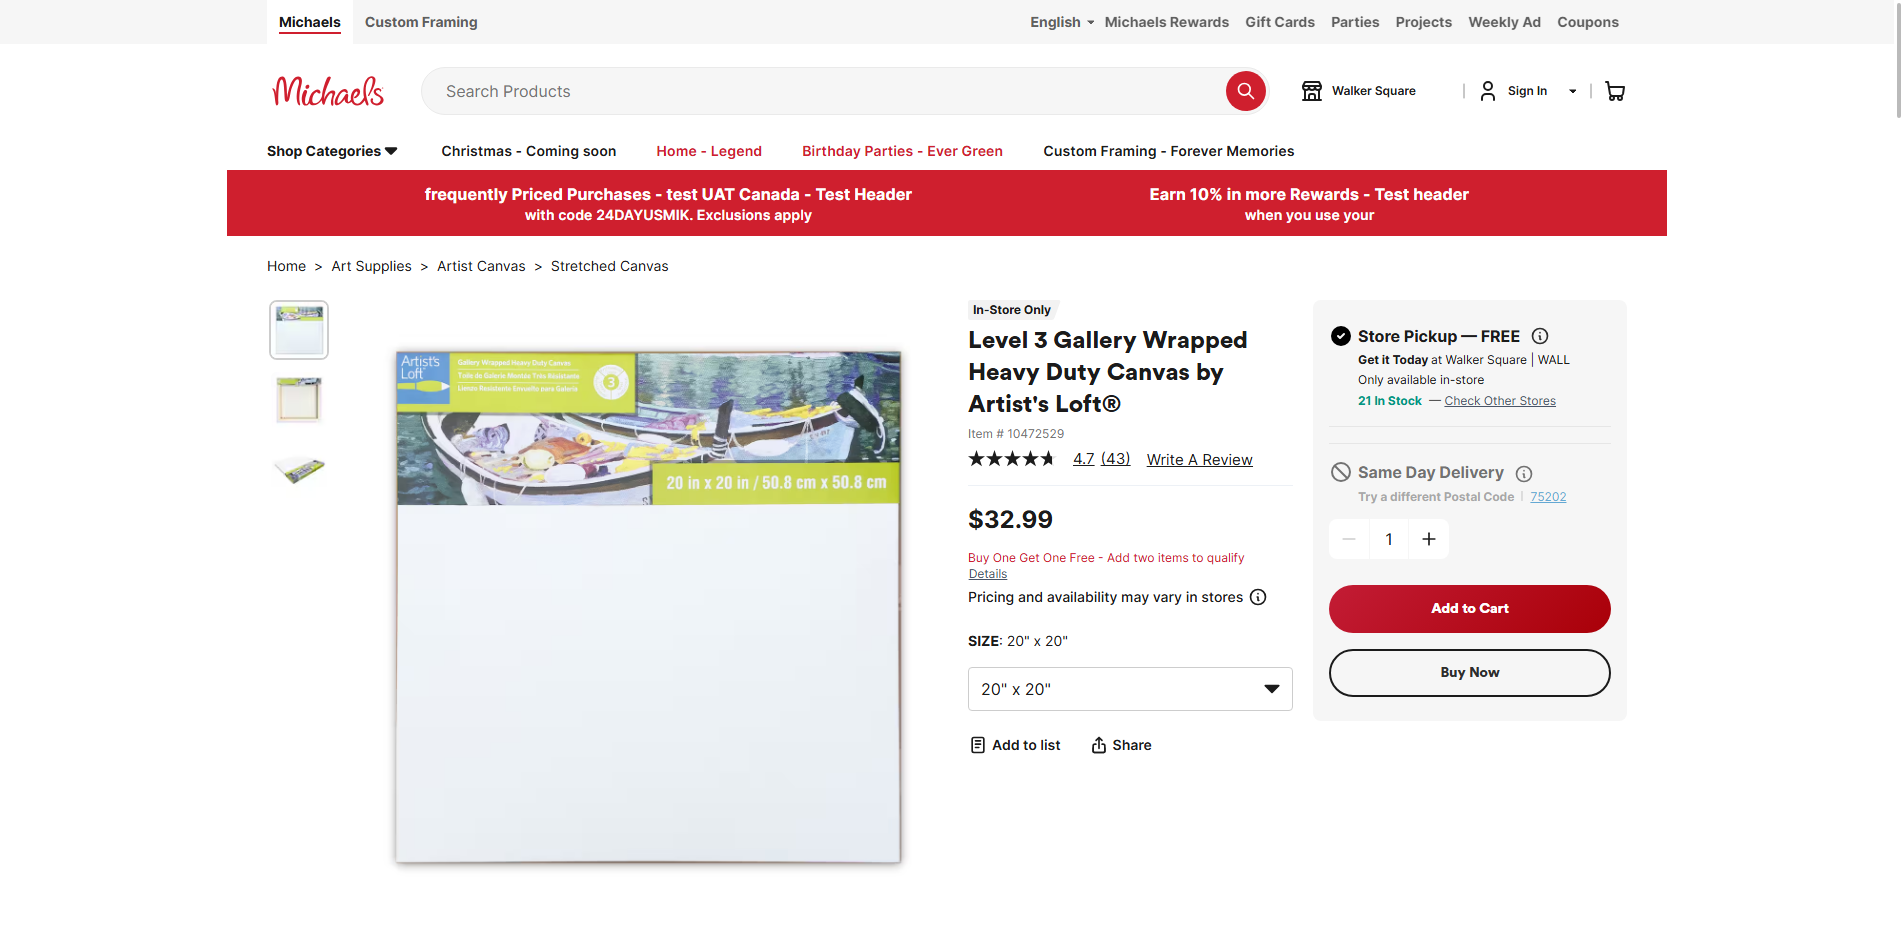 Michaels
Custom Framing
English
Michaels Rewards
Gift Cards
Parties
Projects
Weekly Ad
Coupons
Michaels
Search Products
Walker Square
Sign In
Shop Categories
Christmas - Coming soon
Home - Legend
Birthday Parties - Ever Green
Custom Framing - Forever Memories
frequently Priced Purchases - test UAT Canada - Test Header
with code 24DAYUSMIK. Exclusions apply
Earn 10% in more Rewards - Test header
when you use your
Home > Art Supplies > Artist Canvas > Stretched Canvas
Artist's
Loft
Gallery Wrapped Heavy Duty Canvas
Toile de Galerie Montée Très Résistante
Lienzo Resistente Envuelto para Galería
3
20 in x 20 in / 50.8 cm x 50.8 cm
In-Store Only
Level 3 Gallery Wrapped
Heavy Duty Canvas by
Artist's Loft®
Item # 10472529
4.7 (43) Write A Review
$32.99
Buy One Get One Free - Add two items to qualify
Details
Pricing and availability may vary in stores
SIZE: 20" x 20"
20" x 20"
Add to list
Share
Store Pickup — FREE
Get it Today at Walker Square | WALL
Only available in-store
21 In Stock — Check Other Stores
Same Day Delivery
Try a different Postal Code | 75202
1
Add to Cart
Buy Now